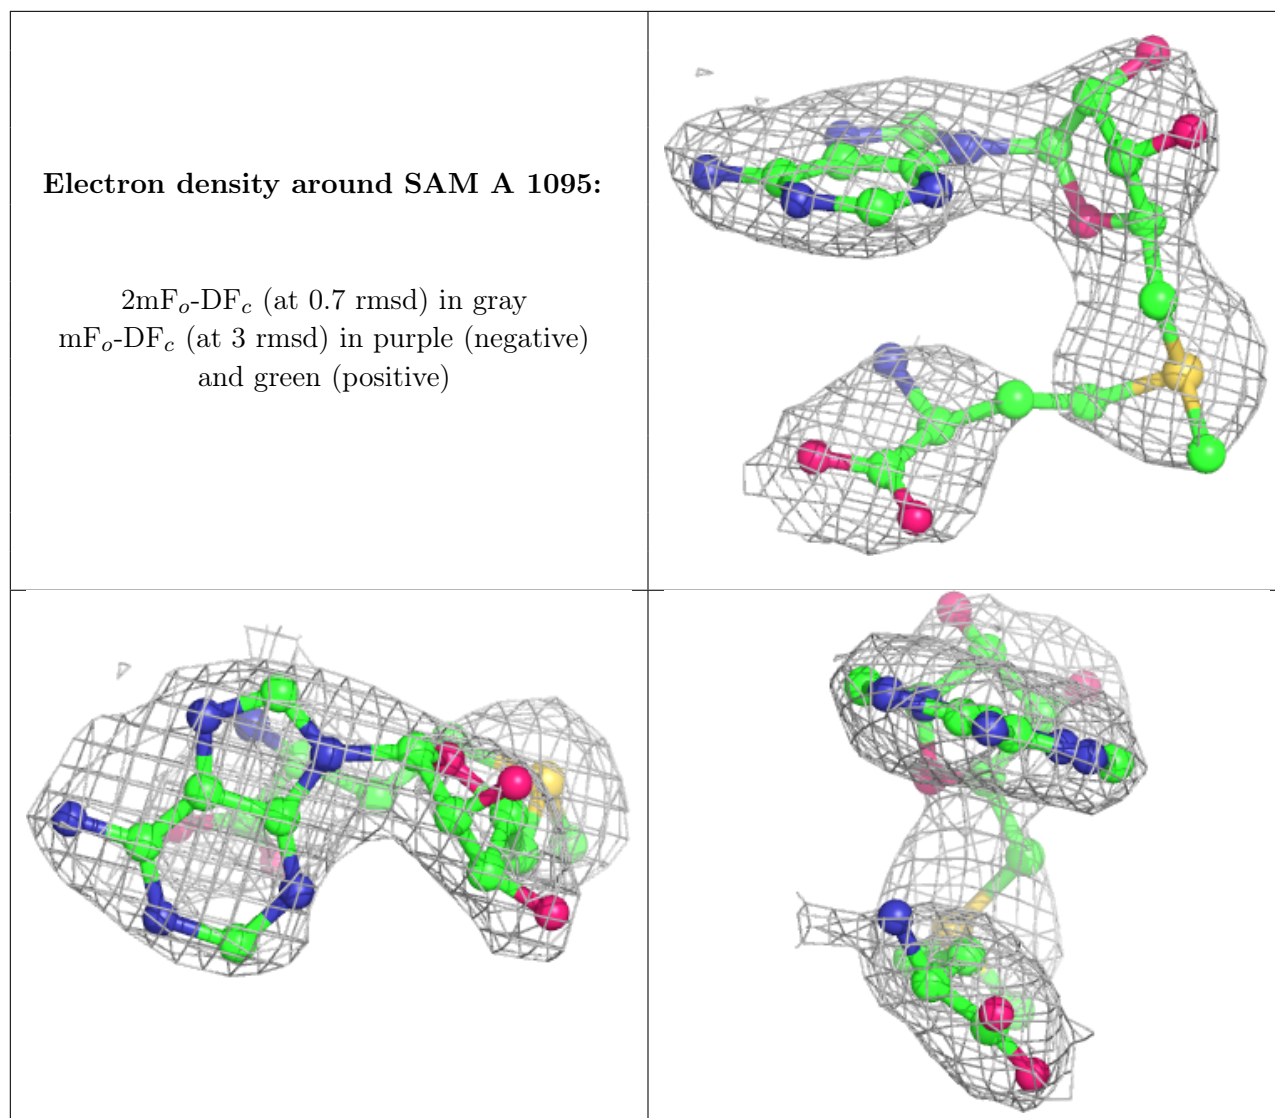 Electron density around SAM A 1095:
2mFo-DFc (at 0.7 rmsd) in gray
mFo-DFc (at 3 rmsd) in purple (negative)
and green (positive)